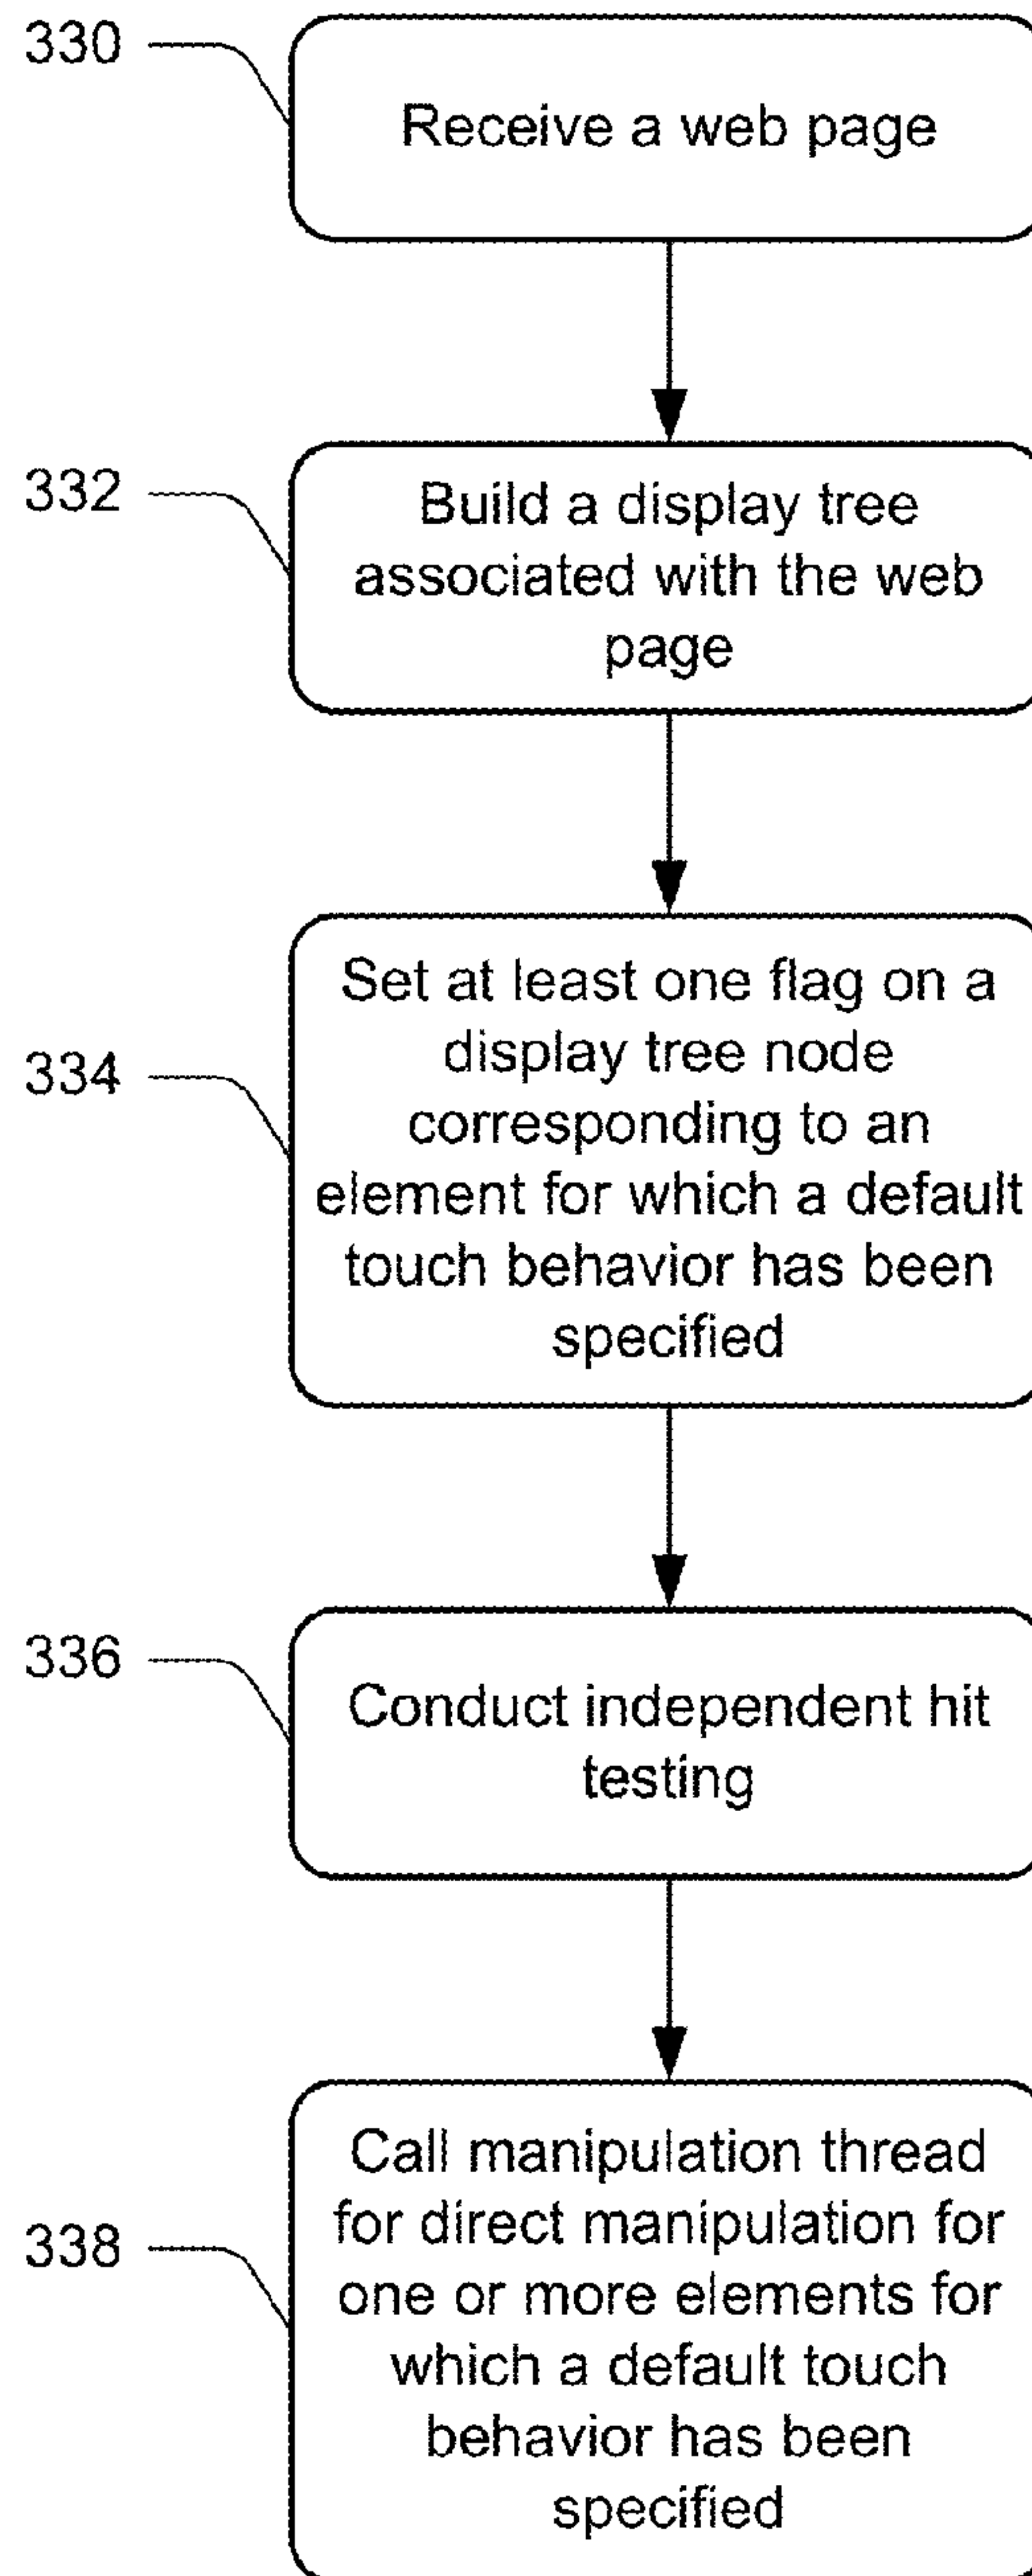 330
Receive a web page
332
Build a display tree
associated with the web
page
334
Set at least one flag on a
display tree node
corresponding to an
element for which a default
touch behavior has been
specified
336
Conduct independent hit
testing
338
Call manipulation thread
for direct manipulation for
one or more elements for
which a default touch
behavior has been
specified